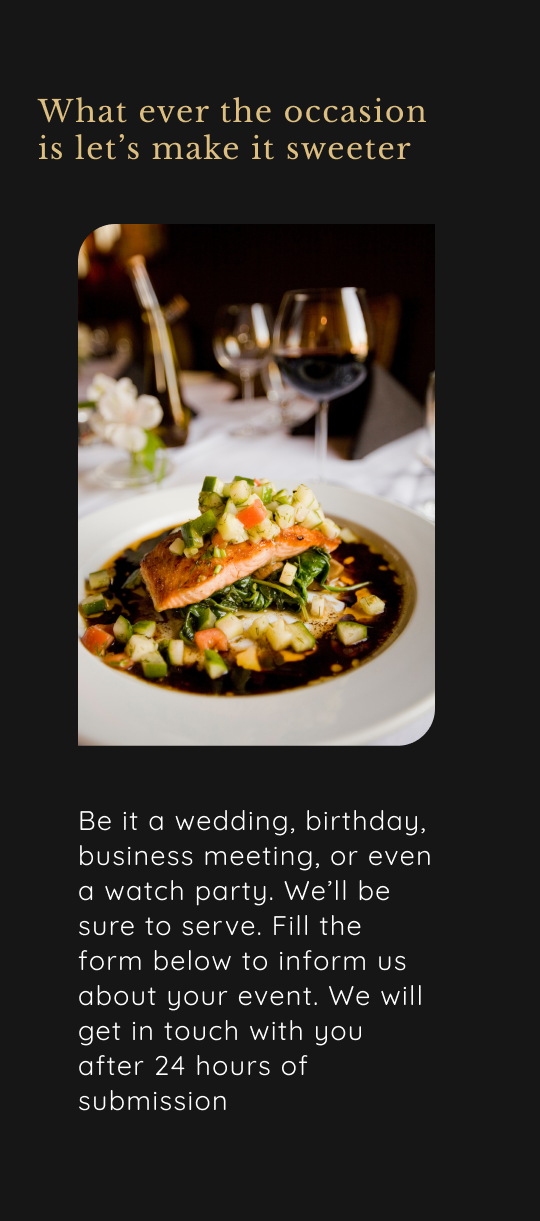 What ever the occasion
is let’s make it sweeter
Be it a wedding, birthday,
business meeting, or even
a watch party. We’ll be
sure to serve. Fill the
form below to inform us
about your event. We will
get in touch with you
after 24 hours of
submission